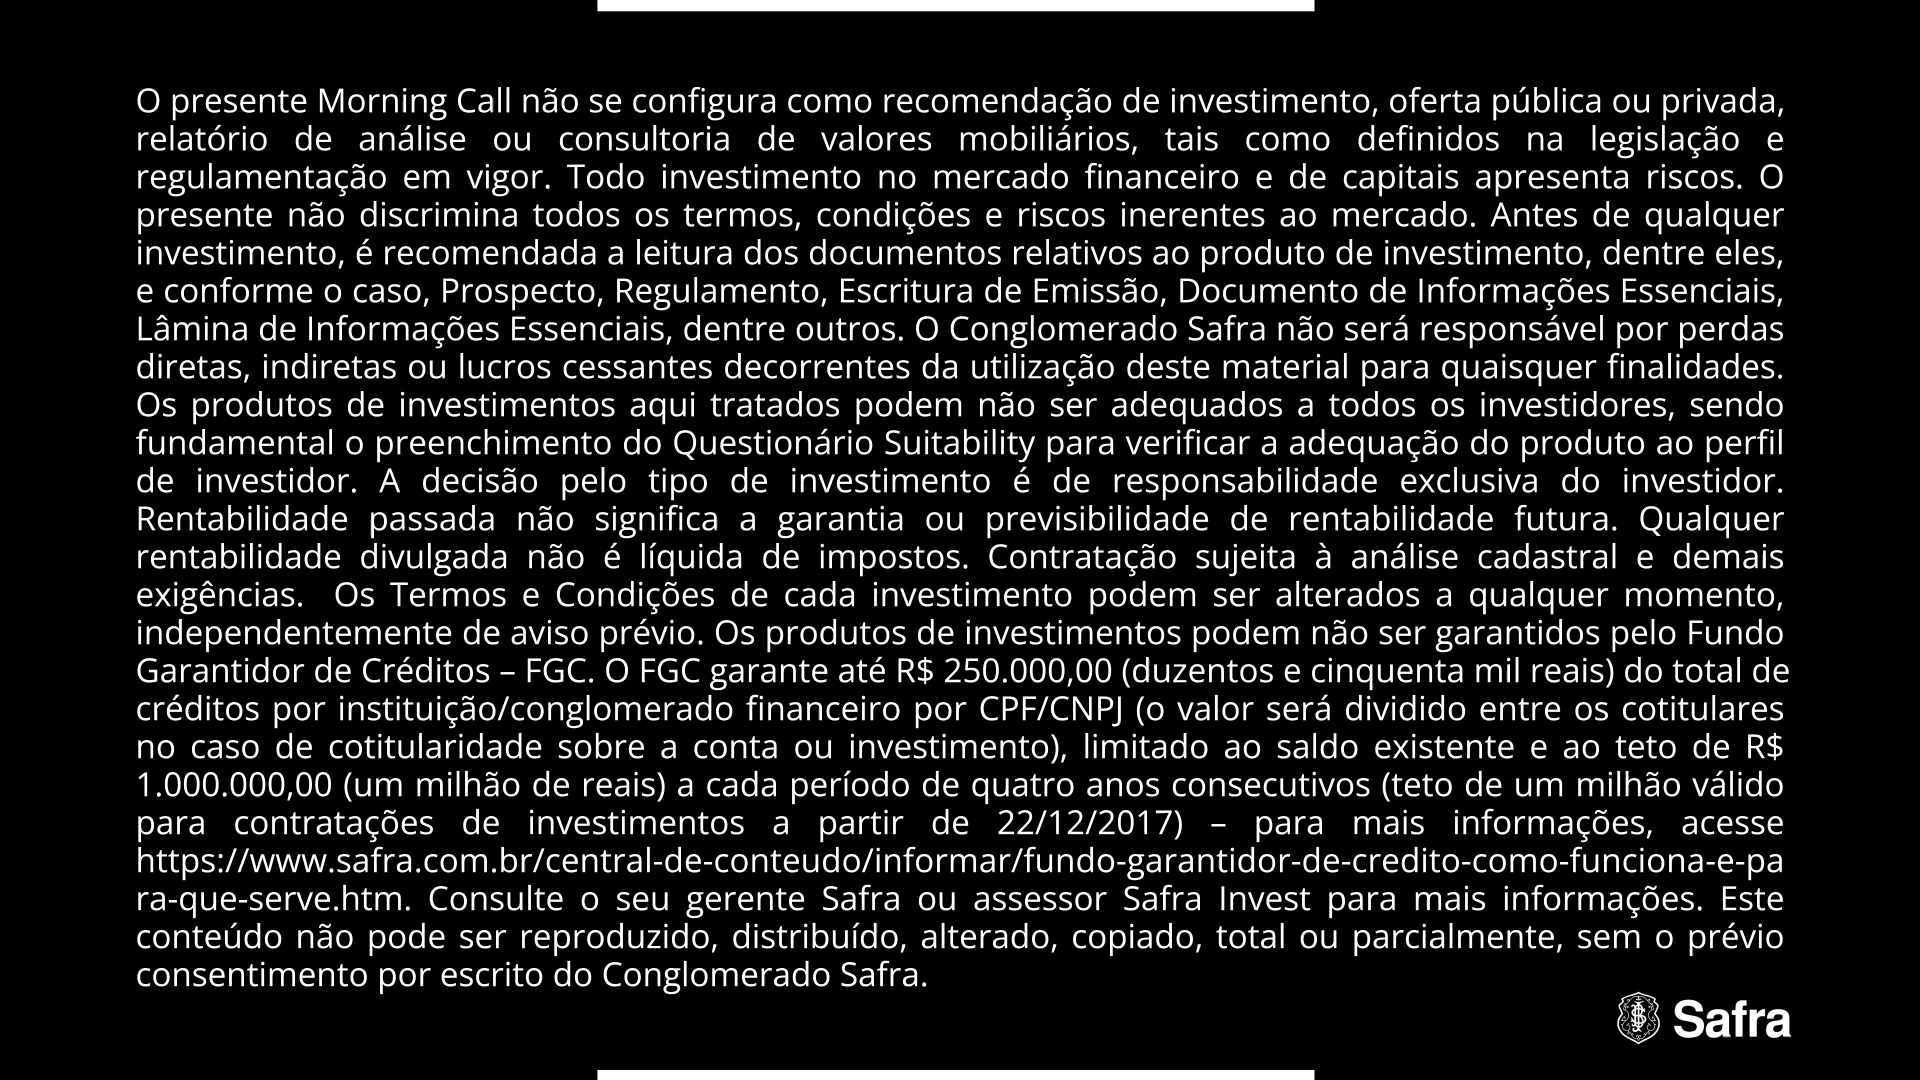 O presente Morning Call não se configura como recomendação de investimento, oferta pública ou privada,
relatório de análise ou consultoria de valores mobiliários, tais como definidos na legislação e
regulamentação em vigor. Todo investimento no mercado financeiro e de capitais apresenta riscos. O
presente não discrimina todos os termos, condições e riscos inerentes ao mercado. Antes de qualquer
investimento, é recomendada a leitura dos documentos relativos ao produto de investimento, dentre eles,
e conforme o caso, Prospecto, Regulamento, Escritura de Emissão, Documento de Informações Essenciais,
Lâmina de Informações Essenciais, dentre outros. O Conglomerado Safra não será responsável por perdas
diretas, indiretas ou lucros cessantes decorrentes da utilização deste material para quaisquer finalidades.
Os produtos de investimentos aqui tratados podem não ser adequados a todos os investidores, sendo
fundamental o preenchimento do Questionário Suitability para verificar a adequação do produto ao perfil
de investidor. A decisão pelo tipo de investimento é de responsabilidade exclusiva do investidor.
Rentabilidade passada não significa a garantia ou previsibilidade de rentabilidade futura. Qualquer
rentabilidade divulgada não é líquida de impostos. Contratação sujeita à análise cadastral e demais
exigências. Os Termos e Condições de cada investimento podem ser alterados a qualquer momento,
independentemente de aviso prévio. Os produtos de investimentos podem não ser garantidos pelo Fundo
Garantidor de Créditos – FGC. O FGC garante até R$ 250.000,00 (duzentos e cinquenta mil reais) do total de
créditos por instituição/conglomerado financeiro por CPF/CNPJ (o valor será dividido entre os cotitulares
no caso de cotitularidade sobre a conta ou investimento), limitado ao saldo existente e ao teto de R$
1.000.000,00 (um milhão de reais) a cada período de quatro anos consecutivos (teto de um milhão válido
para contratações de investimentos a partir de 22/12/2017) – para mais informações, acesse
https://www.safra.com.br/central-de-conteudo/informar/fundo-garantidor-de-credito-como-funciona-e-pa
ra-que-serve.htm. Consulte o seu gerente Safra ou assessor Safra Invest para mais informações. Este
conteúdo não pode ser reproduzido, distribuído, alterado, copiado, total ou parcialmente, sem o prévio
consentimento por escrito do Conglomerado Safra.
Safra